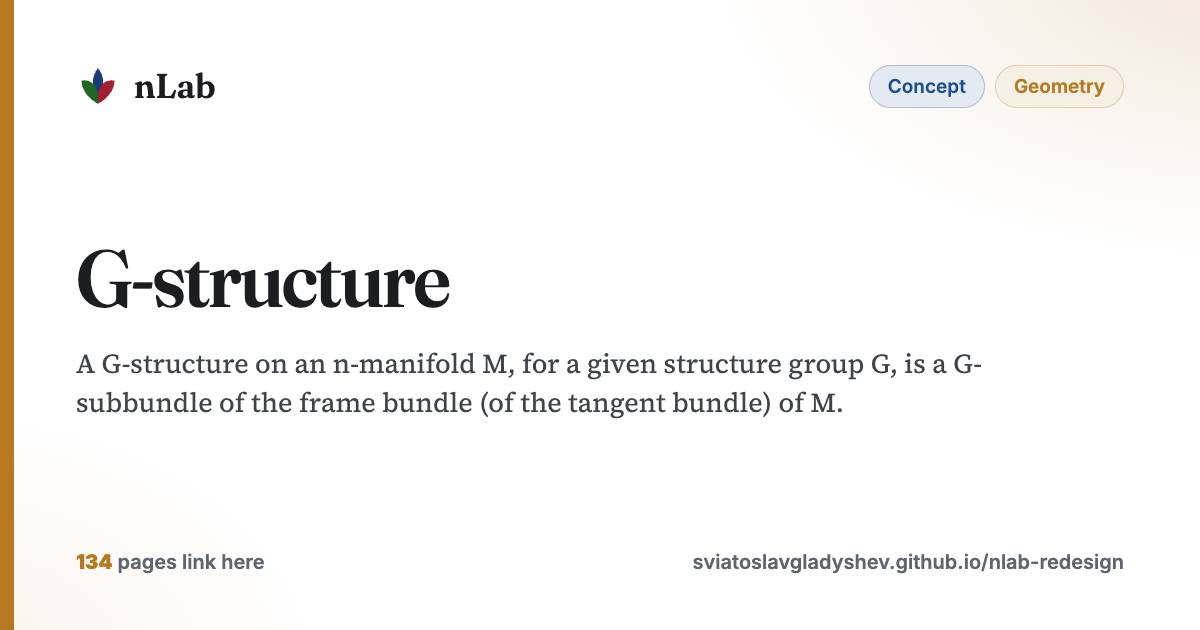 nLab
Concept
Geometry
G-structure
A G-structure on an n-manifold M, for a given structure group G, is a G-
subbundle of the frame bundle (of the tangent bundle) of M.
134 pages link here
sviatoslavgladyshev.github.io/nlab-redesign